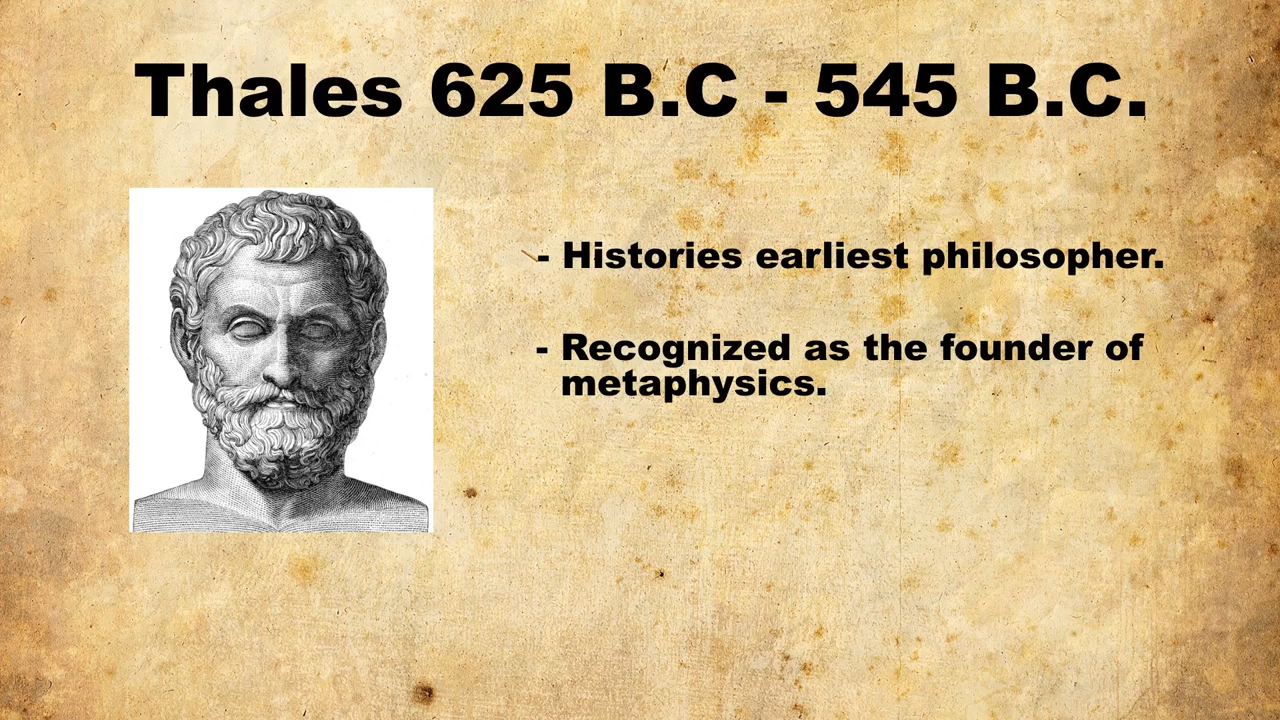 Thales 625 B.C - 545 B.C.
- Histories earliest philosopher.
- Recognized as the founder of
metaphysics.